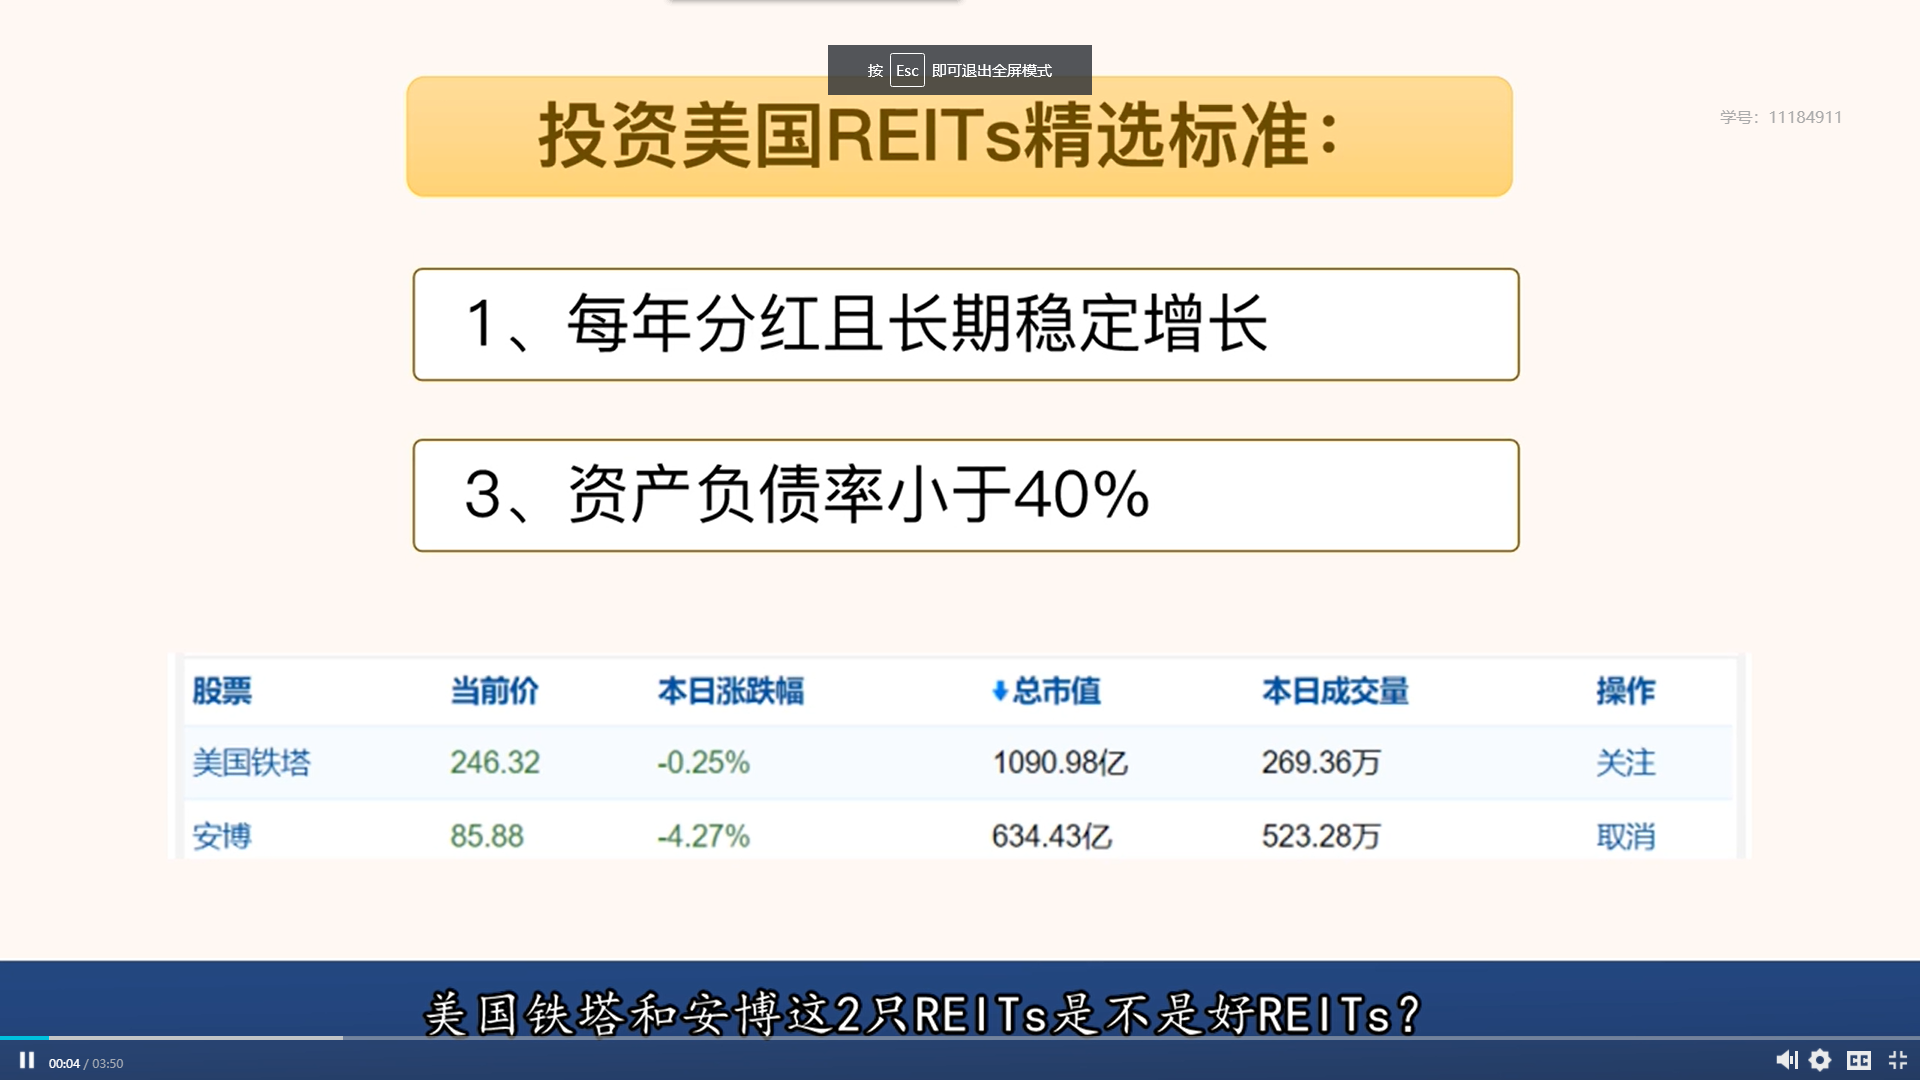 按 Esc 即可退出全屏模式
投资美国REITs精选标准：
学号：11184911
1、每年分红且长期稳定增长
3、资产负债率小于40%
股票 当前价 本日涨跌幅 总市值 本日成交量 操作
美国铁塔 246.32 -0.25% 1090.98亿 269.36万 关注
安博 85.88 -4.27% 634.43亿 523.28万 取消
美国铁塔和安博这2只REITs是不是好REITs？
00:04 / 03:50
CC